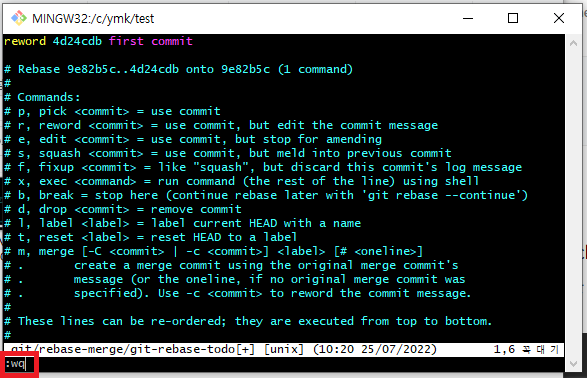 MINGW32:/c/ymk/test
reword 4d24cdb first commit
# Rebase 9e82b5c..4d24cdb onto 9e82b5c (1 command)
#
# Commands:
# p, pick <commit> = use commit
# r, reword <commit> = use commit, but edit the commit message
# e, edit <commit> = use commit, but stop for amending
# s, squash <commit> = use commit, but meld into previous commit
# f, fixup <commit> = like "squash", but discard this commit's log message
# x, exec <command> = run command (the rest of the line) using shell
# b, break = stop here (continue rebase later with 'git rebase --continue')
# d, drop <commit> = remove commit
# l, label <label> = label current HEAD with a name
# t, reset <label> = reset HEAD to a label
# m, merge [-C <commit> | -c <commit>] <label> [# <oneline>]
# .       create a merge commit using the original merge commit's
# .       message (or the oneline, if no original merge commit was
# .       specified). Use -c <commit> to reword the commit message.
#
# These lines can be re-ordered; they are executed from top to bottom.
#
.git/rebase-merge/git-rebase-todo[+] [unix] (10:20 25/07/2022) 1,6 꼭대기
:wq